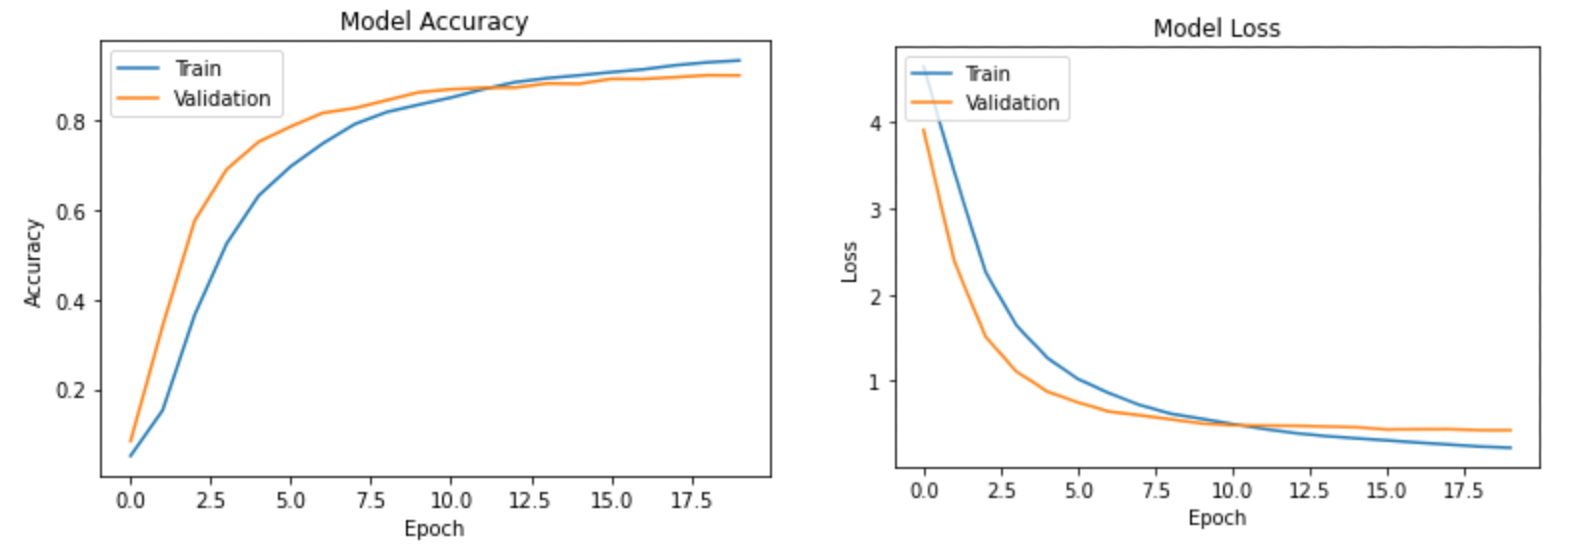 Model Accuracy
Train
Validation
0.8
0.6
0.4
0.2
Accuracy
0.0 2.5 5.0 7.5 10.0 12.5 15.0 17.5
Epoch
Model Loss
Train
Validation
4
3
2
1
Loss
0.0 2.5 5.0 7.5 10.0 12.5 15.0 17.5
Epoch